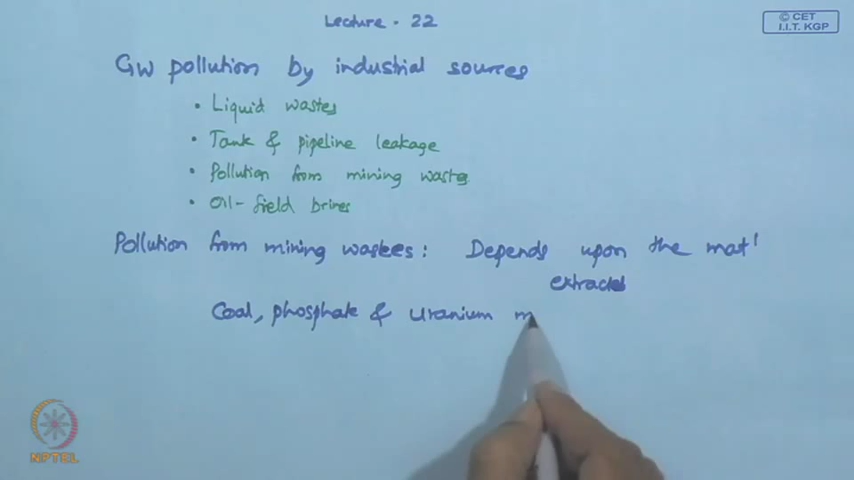 Lecture - 22
© CET
I.I.T. KGP
GW pollution by industrial sources
• Liquid wastes
• Tank & pipeline leakage
• Pollution from mining wastes
• Oil-field brines
Pollution from mining wastes : Depends upon the mat'l
extracted
Coal, phosphate & Uranium m
NPTEL